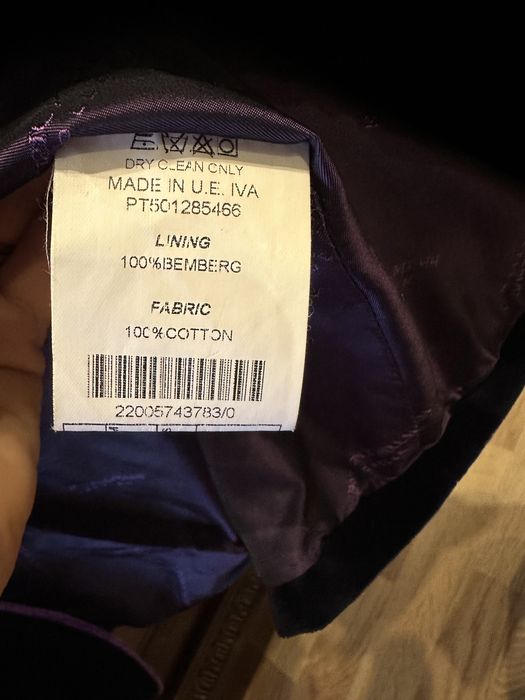 DRY CLEAN ONLY
MADE IN U.E. IVA
PT501285466
LINING
100%BEMBERG
FABRIC
100%COTTON
22005743783/0